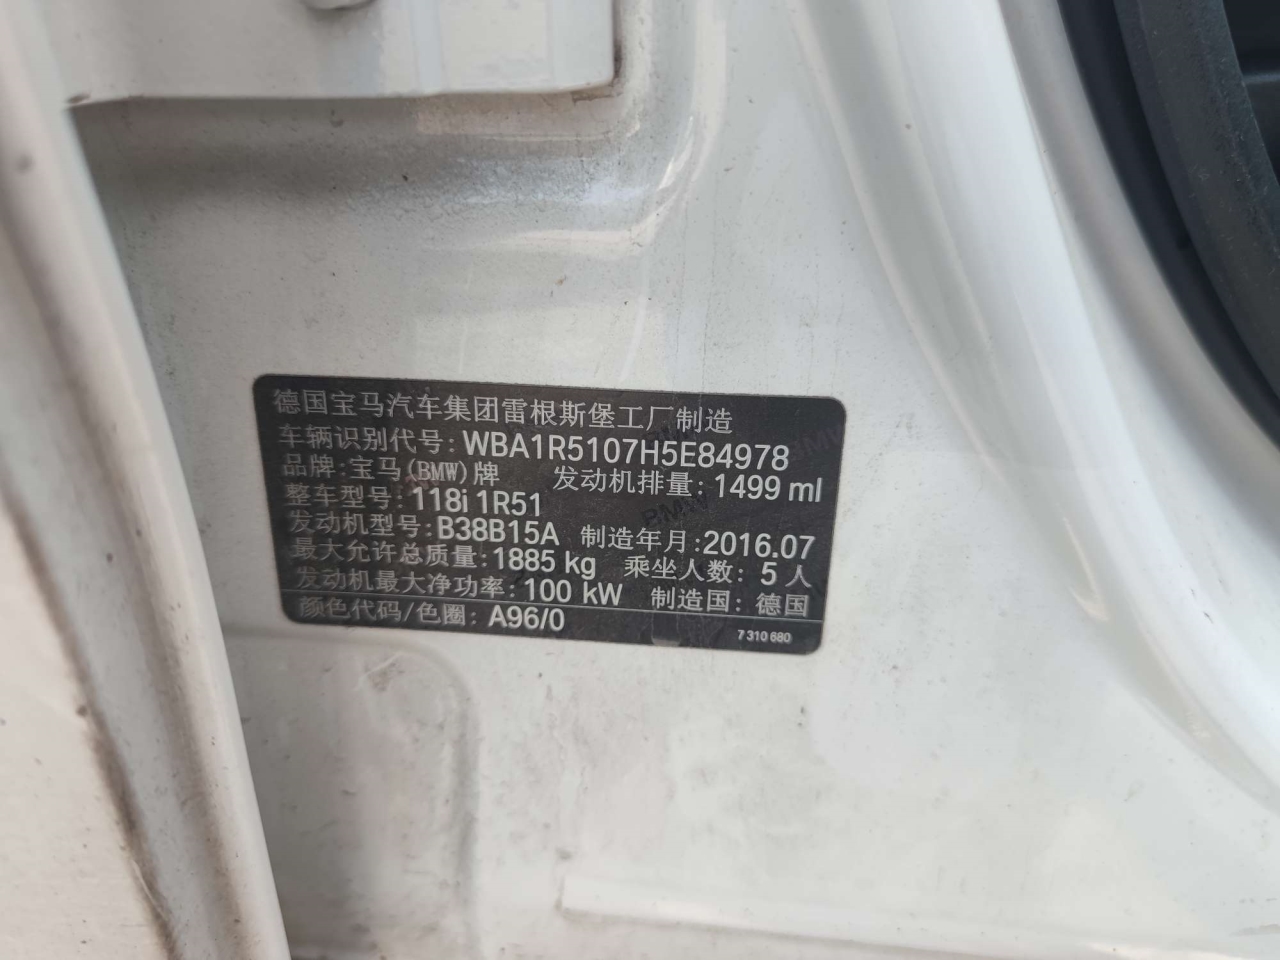 德国宝马汽车集团雷根斯堡工厂制造
车辆识别代号: WBA1R5107H5E84978
品牌:宝马(BMW)牌 发动机排量: 1499 ml
整车型号: 118i 1R51
发动机型号: B38B15A 制造年月:2016.07
最大允许总质量: 1885 kg 乘坐人数: 5人
发动机最大净功率: 100 kW 制造国: 德国
颜色代码/色圈: A96/0
7 310 680